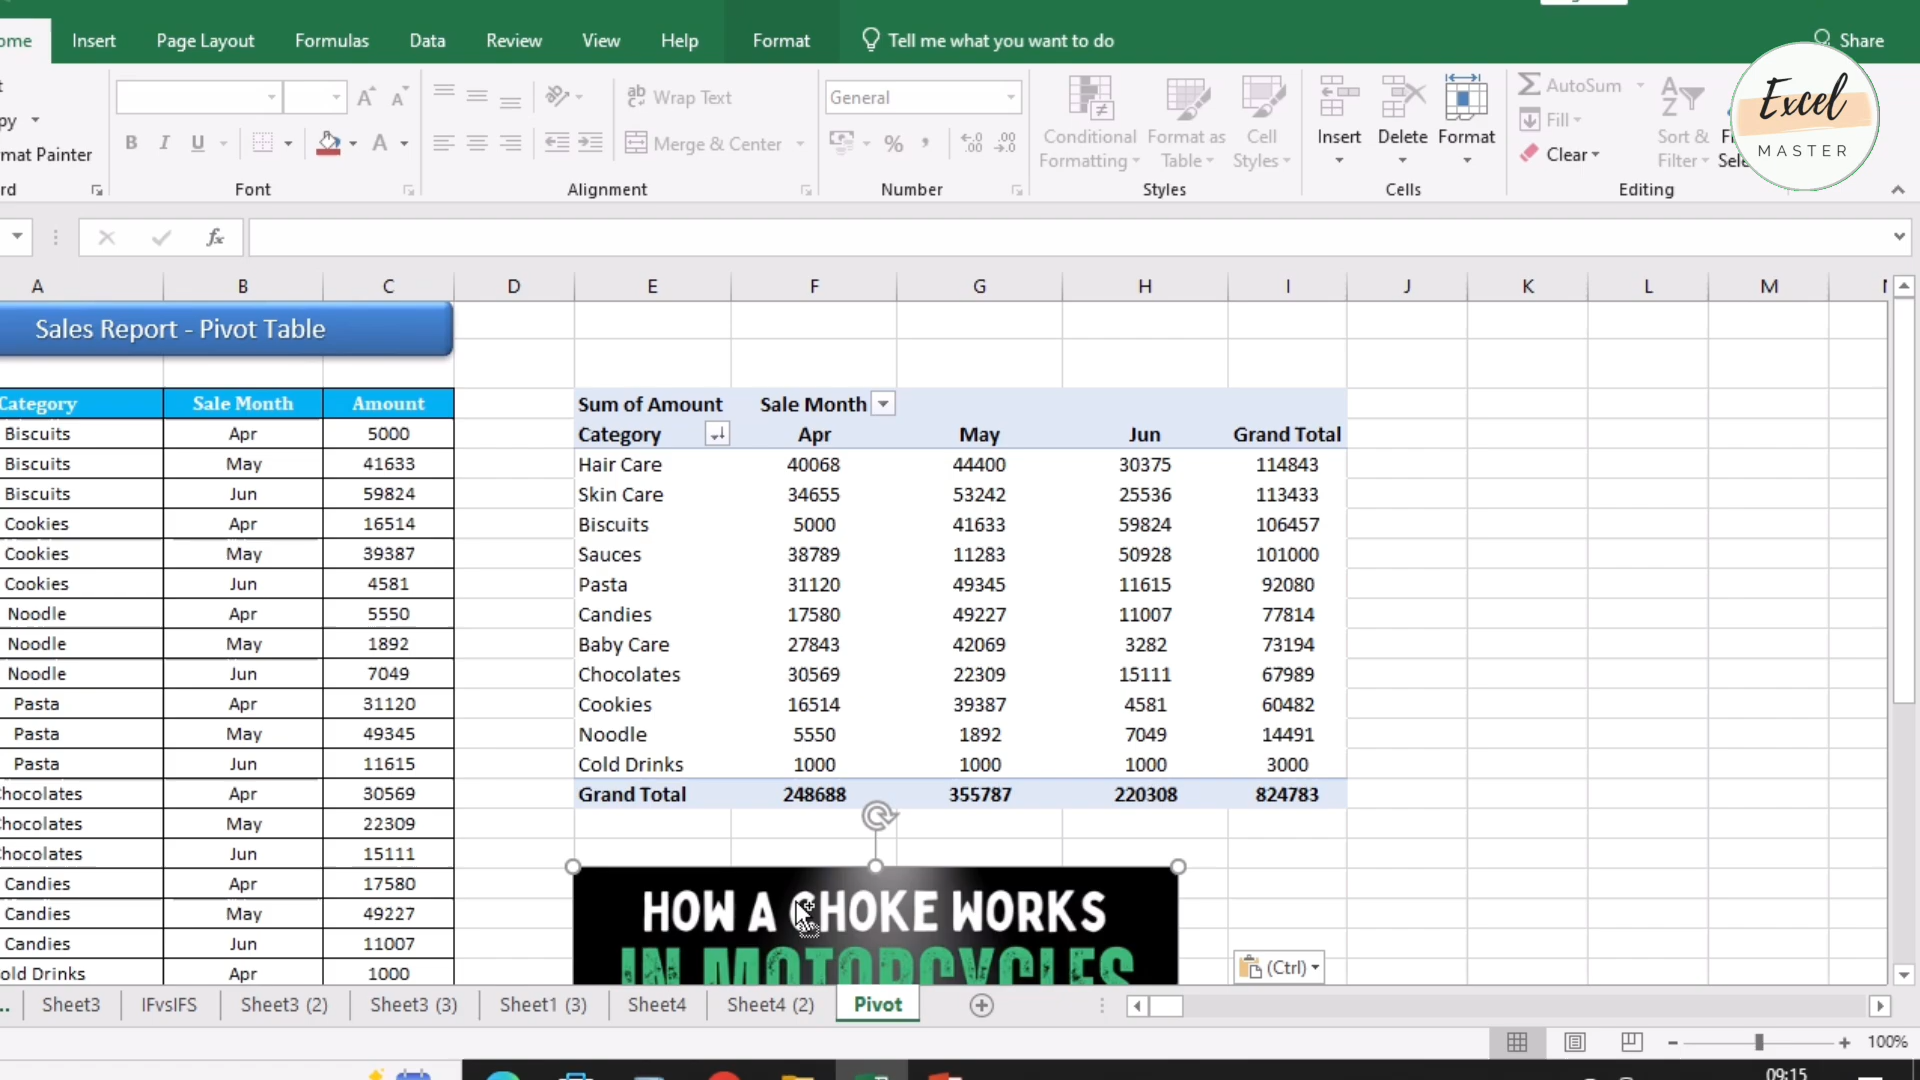 ome Insert Page Layout Formulas Data Review View Help Format Tell me what you want to do Share
Wrap Text General AutoSum
py Fill
mat Painter B I U Merge & Center % Conditional Formatting Format as Table Cell Styles Insert Delete Format Clear Sort & Filter
rd Font Alignment Number Styles Cells Editing
Excel
MASTER
fx
A B C D E F G H I J K L M
Sales Report - Pivot Table
Category Sale Month Amount Sum of Amount Sale Month
Biscuits Apr 5000 Category Apr May Jun Grand Total
Biscuits May 41633 Hair Care 40068 44400 30375 114843
Biscuits Jun 59824 Skin Care 34655 53242 25536 113433
Cookies Apr 16514 Biscuits 5000 41633 59824 106457
Cookies May 39387 Sauces 38789 11283 50928 101000
Cookies Jun 4581 Pasta 31120 49345 11615 92080
Noodle Apr 5550 Candies 17580 49227 11007 77814
Noodle May 1892 Baby Care 27843 42069 3282 73194
Noodle Jun 7049 Chocolates 30569 22309 15111 67989
Pasta Apr 31120 Cookies 16514 39387 4581 60482
Pasta May 49345 Noodle 5550 1892 7049 14491
Pasta Jun 11615 Cold Drinks 1000 1000 1000 3000
hocolates Apr 30569 Grand Total 248688 355787 220308 824783
hocolates May 22309
hocolates Jun 15111
Candies Apr 17580
Candies May 49227
Candies Jun 11007
old Drinks Apr 1000
HOW A CHOKE WORKS
IN MOTORCYCLES
(Ctrl)
... Sheet3 IFvsIFS Sheet3 (2) Sheet3 (3) Sheet1 (3) Sheet4 Sheet4 (2) Pivot
100%
09:15